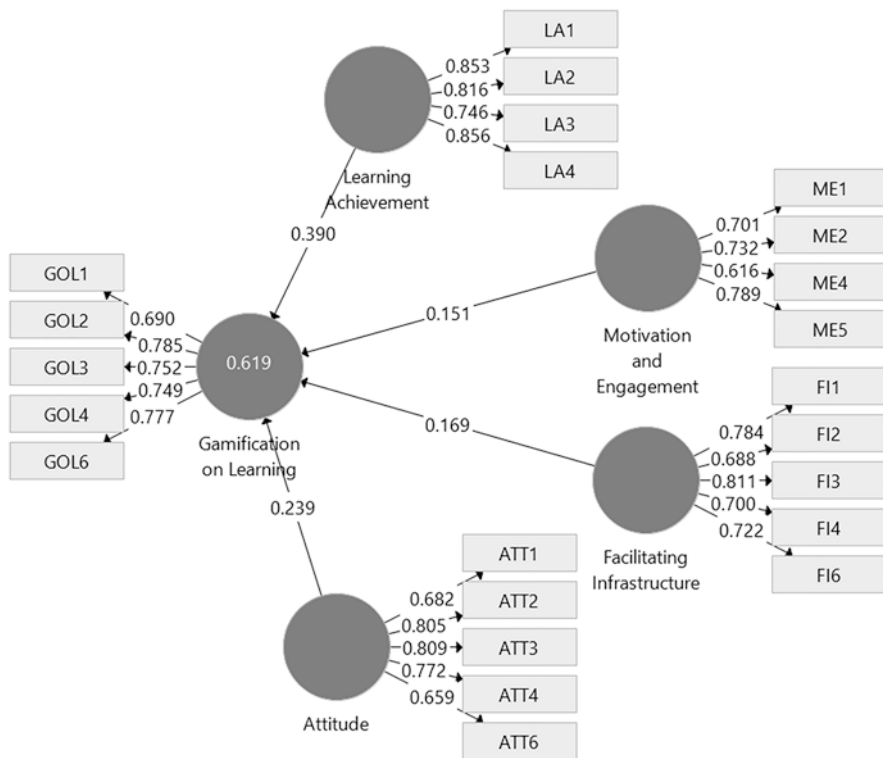 LA1
0.853
LA2
0.816
0.746
LA3
0.856
LA4
Learning
Achievement
0.390
ME1
0.701
ME2
0.732
0.616
ME4
0.789
ME5
Motivation
and
Engagement
0.151
GOL1
0.690
GOL2
0.785
GOL3
0.752
GOL4
0.749
0.777
GOL6
0.619
Gamification
on Learning
0.169
FI1
0.784
FI2
0.688
0.811
FI3
0.700
FI4
0.722
FI6
Facilitating
Infrastructure
0.239
ATT1
0.682
ATT2
0.805
0.809
ATT3
0.772
ATT4
0.659
ATT6
Attitude